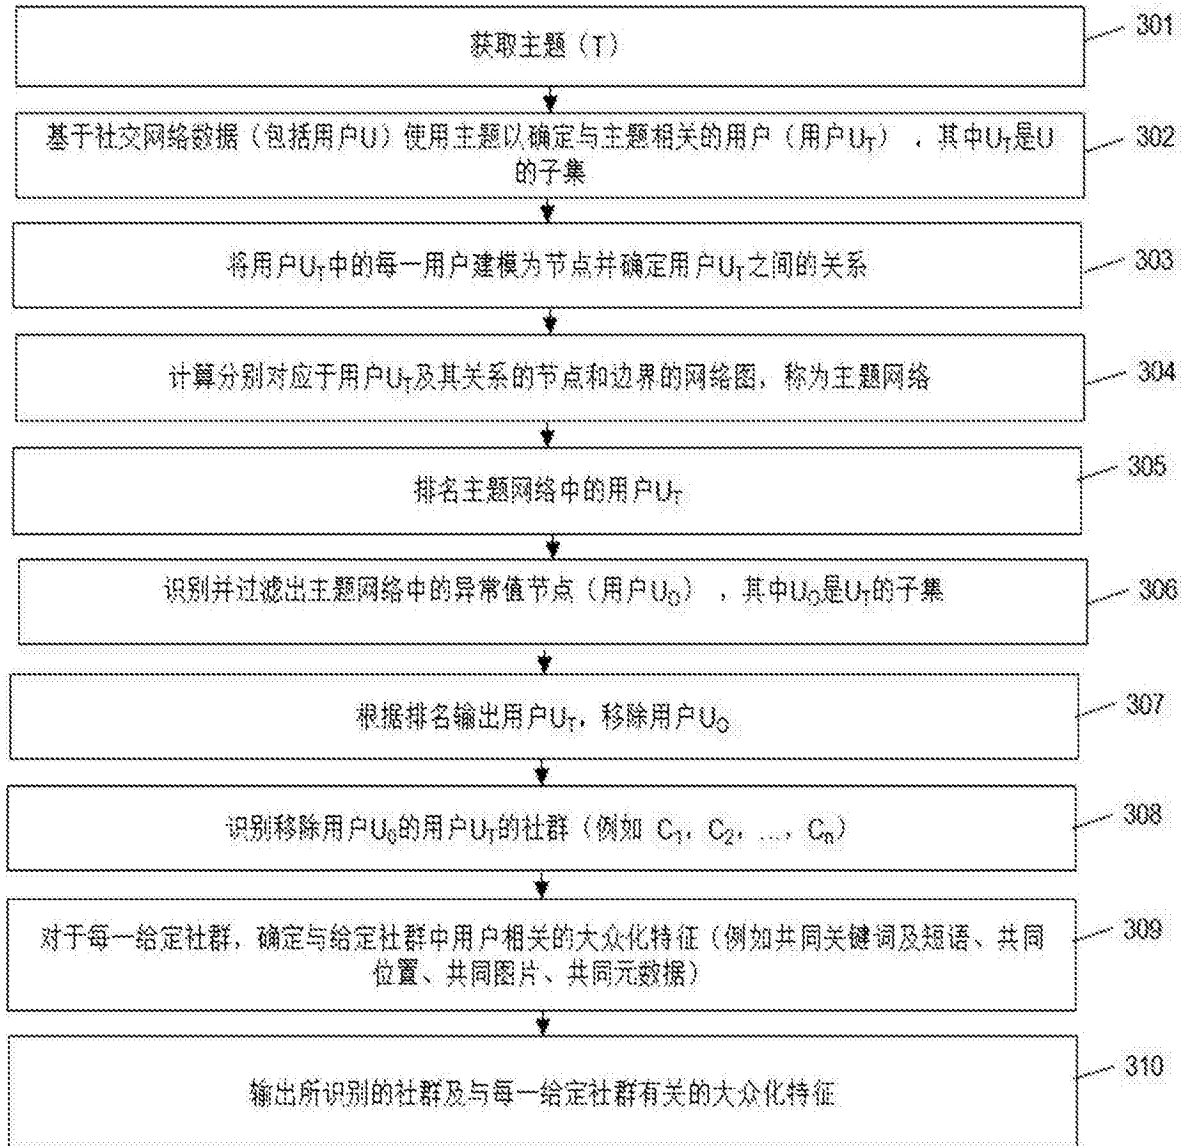 获取主题（T）
301
基于社交网络数据（包括用户U）使用主题以确定与主题相关的用户（用户U_T），其中U_T是U
的子集
302
将用户U_T中的每一用户建模为节点并确定用户U_T之间的关系
303
计算分别对应于用户U_T及其关系的节点和边界的网络图，称为主题网络
304
排名主题网络中的用户U_T
305
识别并过滤出主题网络中的异常值节点（用户U_O），其中U_O是U_T的子集
306
根据排名输出用户U_T，移除用户U_O
307
识别移除用户U_0的用户U_T的社群（例如 C_1，C_2，...，C_n）
308
对于每一给定社群，确定与给定社群中用户相关的大众化特征（例如共同关键词及短语、共同
位置、共同图片、共同元数据）
309
输出所识别的社群及与每一给定社群有关的大众化特征
310